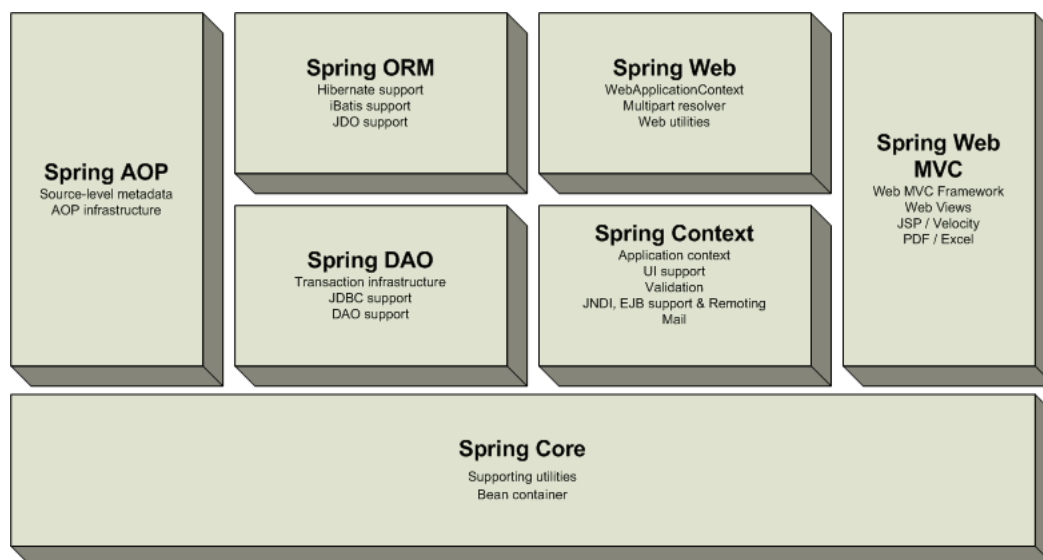 Spring AOP
Source-level metadata
AOP infrastructure
Spring ORM
Hibernate support
iBatis support
JDO support
Spring Web
WebApplicationContext
Multipart resolver
Web utilities
Spring Web
MVC
Web MVC Framework
Web Views
JSP / Velocity
PDF / Excel
Spring DAO
Transaction infrastructure
JDBC support
DAO support
Spring Context
Application context
UI support
Validation
JNDI, EJB support & Remoting
Mail
Spring Core
Supporting utilities
Bean container